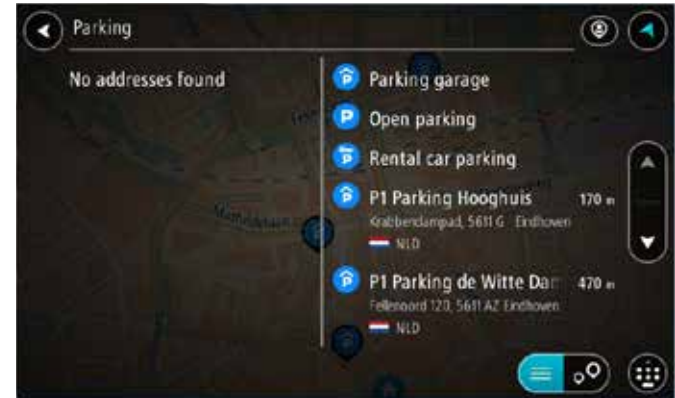 Parking
No addresses found
Parking garage
Open parking
Rental car parking
P1 Parking Hooghuis 170 m
Krabbendampad, 5611 G Eindhoven
NLD
P1 Parking de Witte Da 470 m
Fellenoord 120, 5611 AZ Eindhoven
NLD